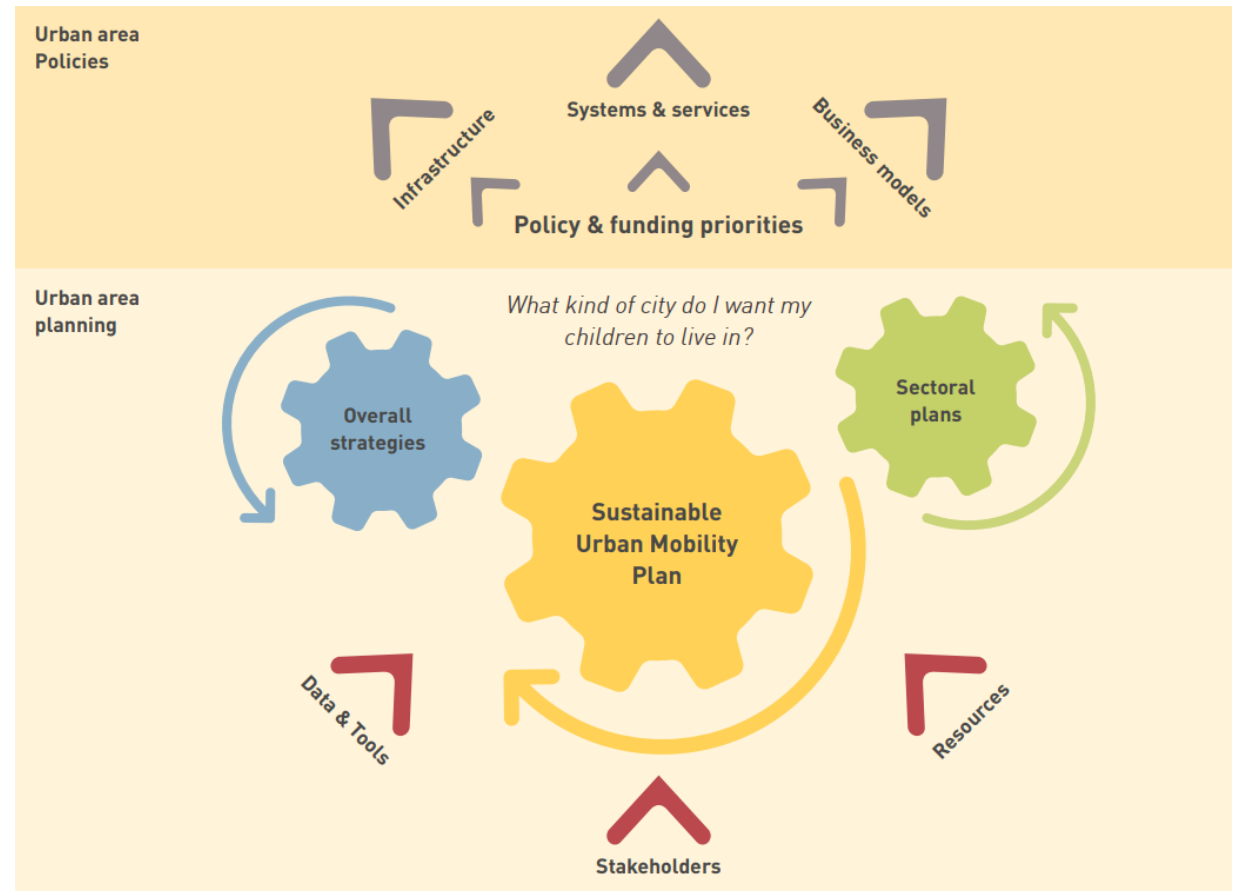 Urban area
Policies
Systems & services
Infrastructure
Business models
Policy & funding priorities
Urban area
planning
What kind of city do I want my
children to live in?
Overall
strategies
Sectoral
plans
Sustainable
Urban Mobility
Plan
Data & Tools
Resources
Stakeholders